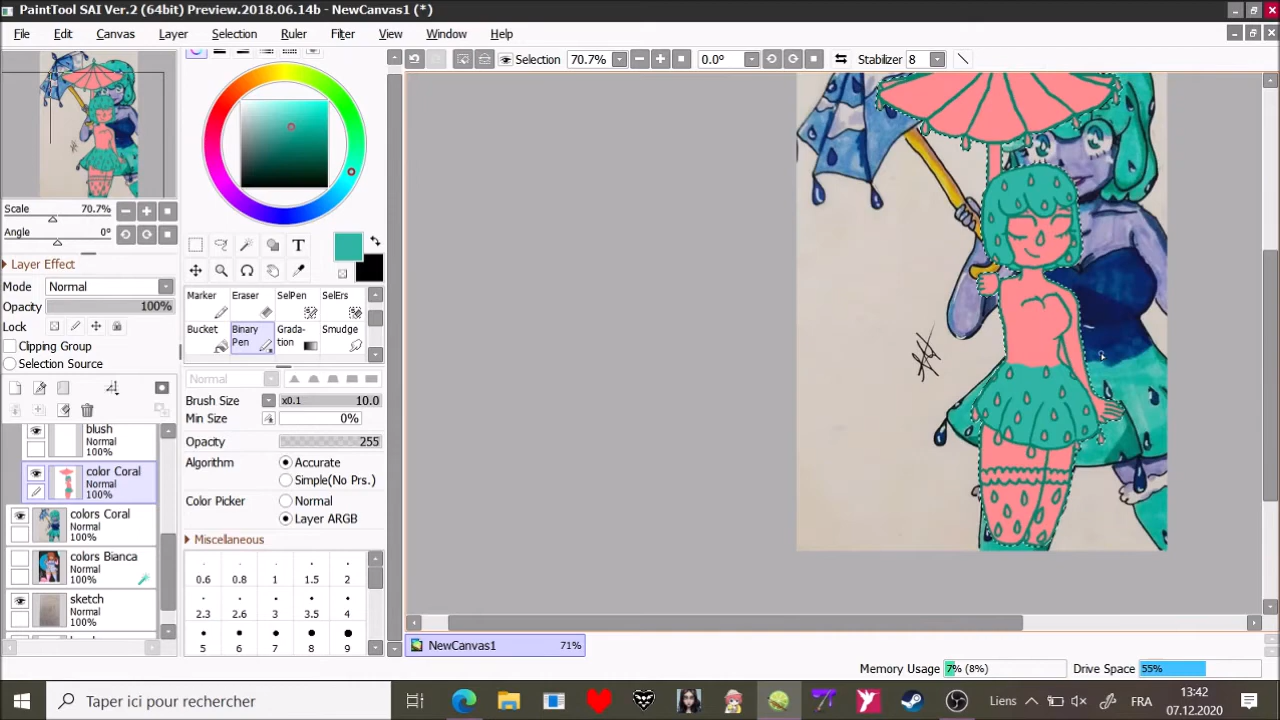 PaintTool SAI Ver.2 (64bit) Preview.2018.06.14b - NewCanvas1 (*)
File Edit Canvas Layer Selection Ruler Filter View Window Help
Selection 70.7% 0.0° Stabilizer 8
Scale 70.7%
Angle 0°
Layer Effect
Mode Normal
Opacity 100%
Lock
Clipping Group
Selection Source
blush
Normal
100%
color Coral
Normal
100%
colors Coral
Normal
100%
colors Bianca
Normal
100%
sketch
Normal
100%
T
Marker Eraser SelPen SelErs
Bucket Binary Pen Grada-tion Smudge
Normal
Brush Size x0.1 10.0
Min Size 0%
Opacity 255
Algorithm Accurate
Simple(No Prs.)
Color Picker Normal
Layer ARGB
Miscellaneous
0.6 0.8 1 1.5 2
2.3 2.6 3 3.5 4
5 6 7 8 9
NewCanvas1 71%
Memory Usage 7% (8%) Drive Space 55%
Taper ici pour rechercher
Liens FRA 13:42
07.12.2020